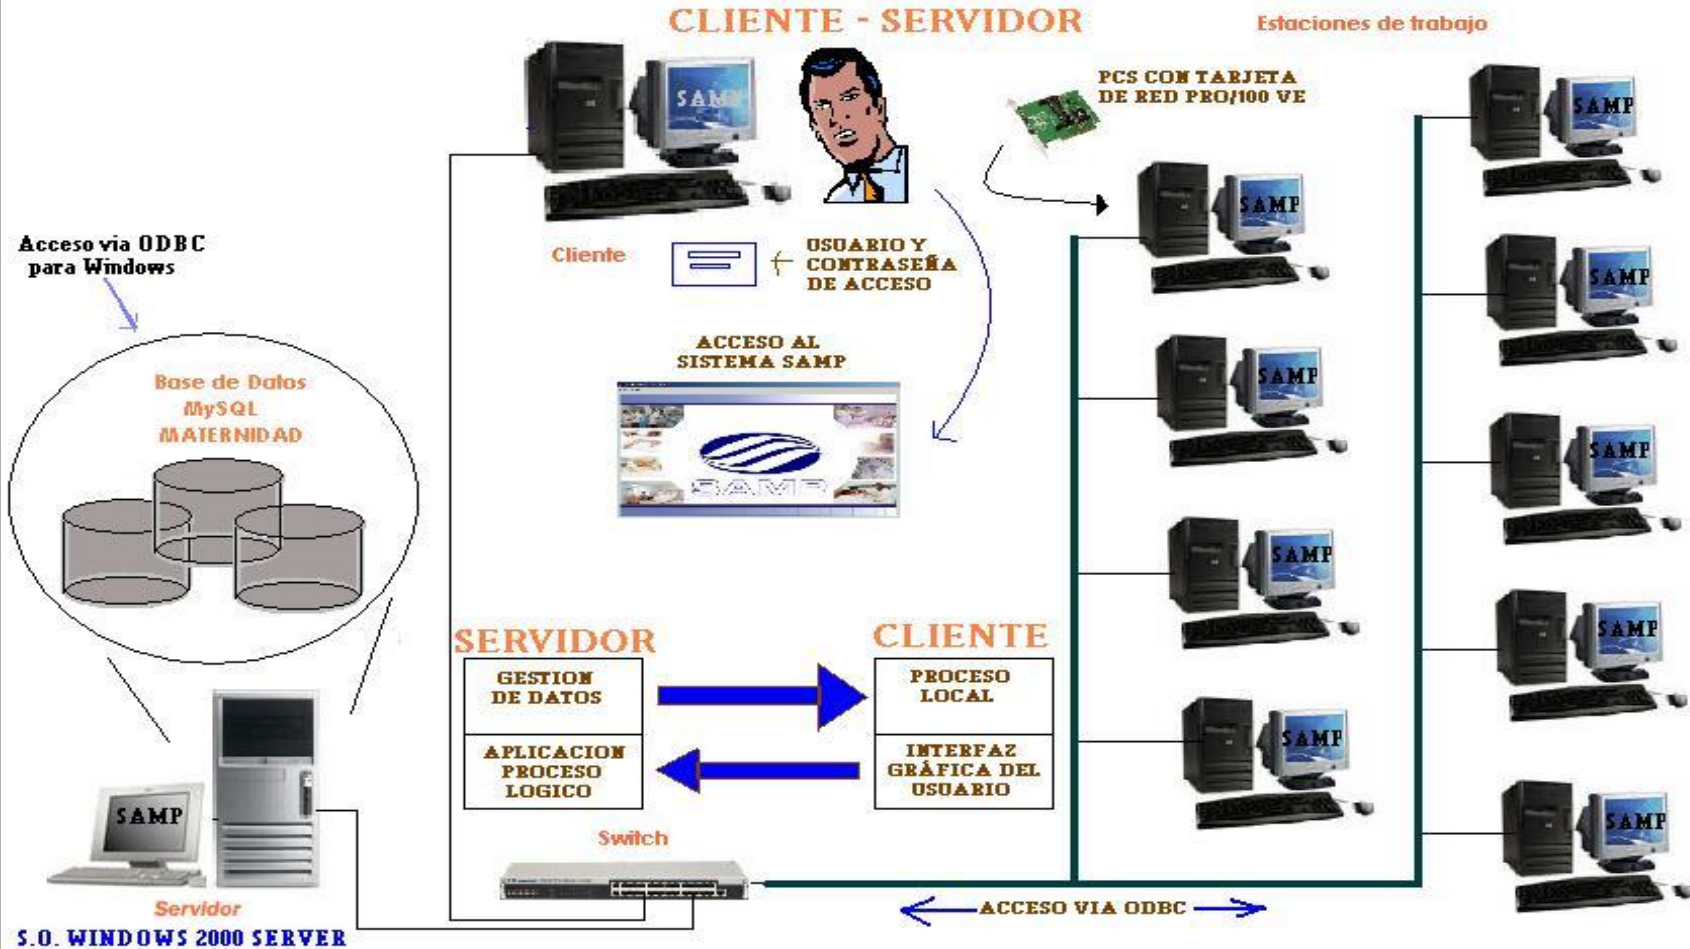 CLIENTE - SERVIDOR
Estaciones de trabajo
PCS CON TARJETA
DE RED PRO/100 VE
SAMP
SAMP
SAMP
Acceso via ODBC
para Windows
Cliente
USUARIO Y
CONTRASEÑA
DE ACCESO
SAMP
ACCESO AL
SISTEMA SAMP
SAMP
Base de Datos
MySQL
MATERNIDAD
SAMP
SAMP
SAMP
SERVIDOR
CLIENTE
GESTION
DE DATOS
PROCESO
LOCAL
APLICACION
PROCESO
LOGICO
INTERFAZ
GRÁFICA DEL
USUARIO
SAMP
SAMP
SAMP
SAMP
Switch
Servidor
ACCESO VIA ODBC
S.O. WINDOWS 2000 SERVER